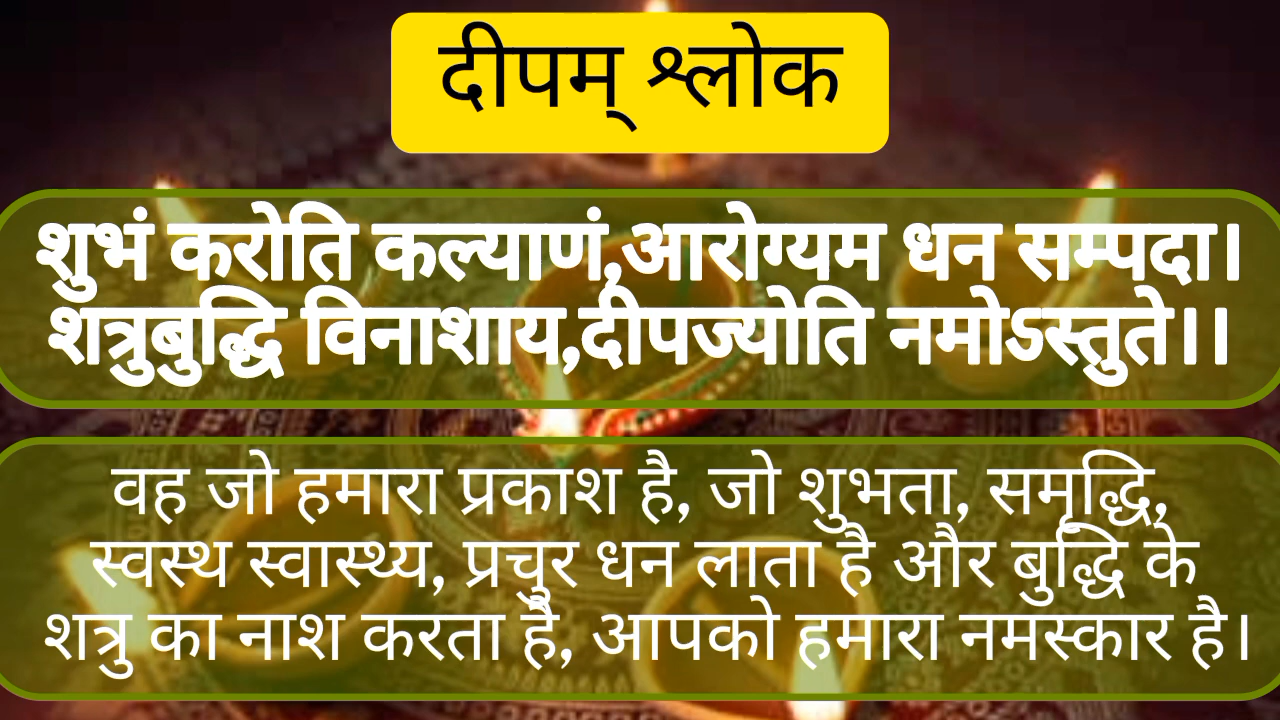 दीपम् श्लोक
शुभं करोति कल्याणं,आरोग्यम धन सम्पदा।
शत्रुबुद्धि विनाशाय,दीपज्योति नमोऽस्तुते।।
वह जो हमारा प्रकाश है, जो शुभता, समृद्धि,
स्वस्थ स्वास्थ्य, प्रचुर धन लाता है और बुद्धि के
शत्रु का नाश करता है, आपको हमारा नमस्कार है।